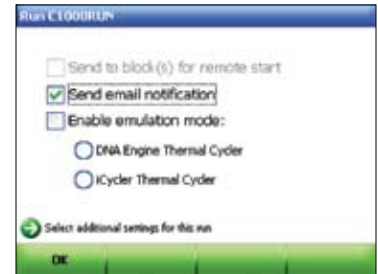 Run C1000RUN
Send to block(s) for remote start
Send email notification
Enable emulation mode:
DNA Engine Thermal Cycler
iCycler Thermal Cycler
Select additional settings for this run
OK